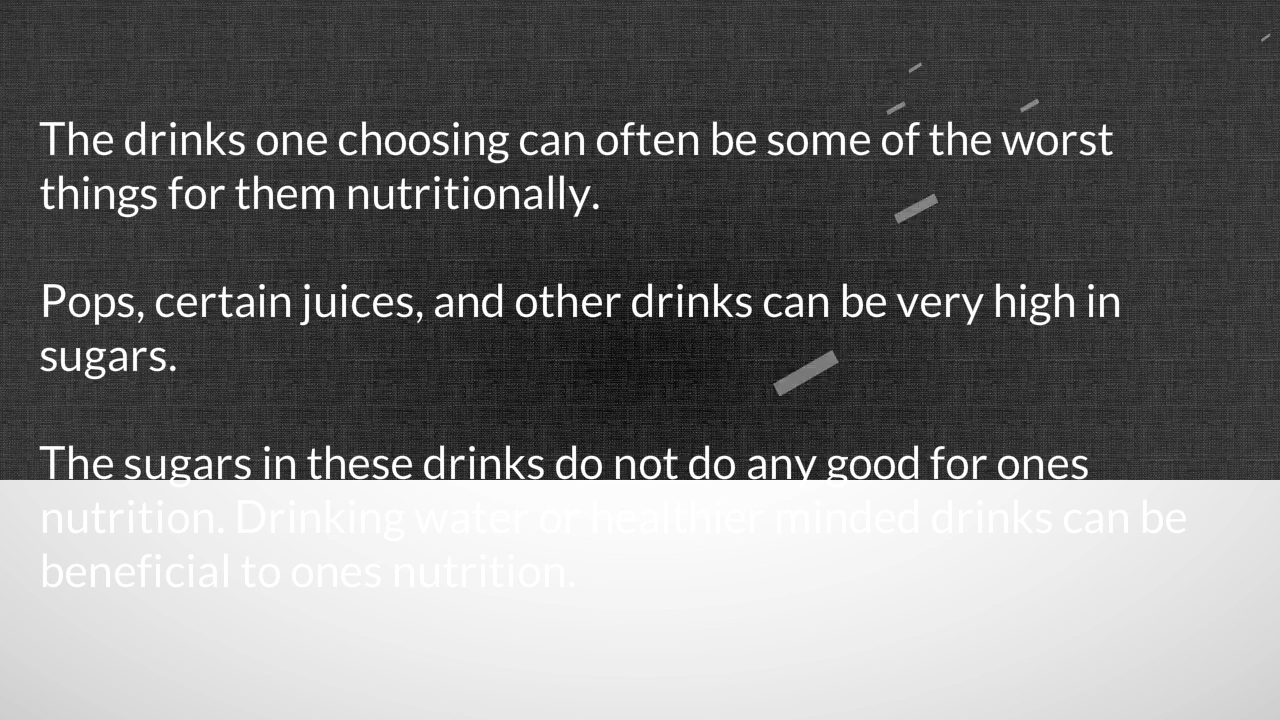 The drinks one choosing can often be some of the worst
things for them nutritionally.
Pops, certain juices, and other drinks can be very high in
sugars.
The sugars in these drinks do not do any good for ones
nutrition. Drinking water or healthier minded drinks can be
beneficial to ones nutrition.